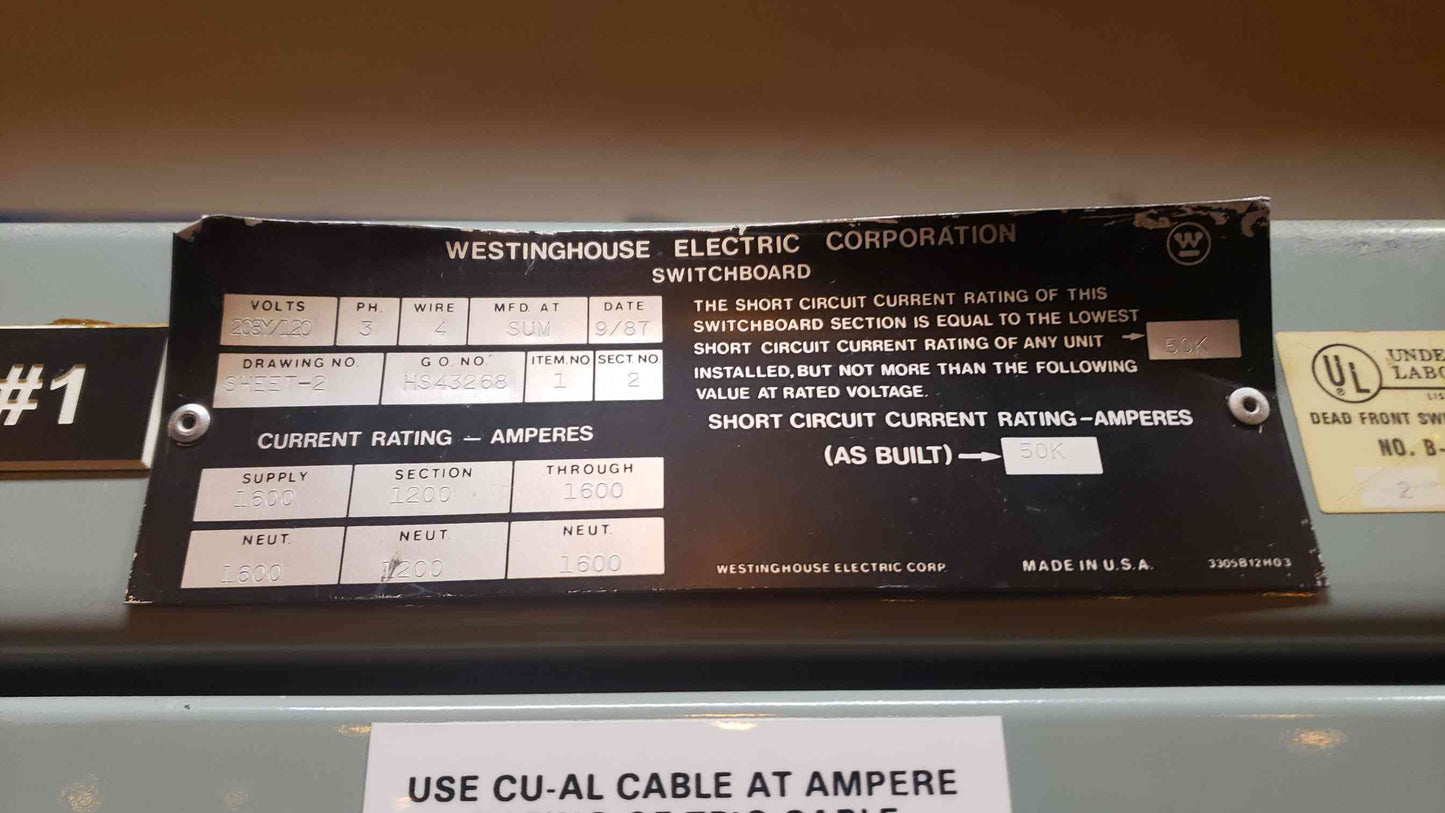 WESTINGHOUSE ELECTRIC CORPORATION
W
SWITCHBOARD
VOLTS PH. WIRE MFD. AT DATE
208Y/120 3 4 SUM 9/87
DRAWING NO. G.O. NO. ITEM.NO SECT. NO.
SHEET-2 HS43268 1 2
CURRENT RATING – AMPERES
SUPPLY SECTION THROUGH
1600 1200 1600
NEUT. NEUT. NEUT.
1600 1200 1600
THE SHORT CIRCUIT CURRENT RATING OF THIS
SWITCHBOARD SECTION IS EQUAL TO THE LOWEST
SHORT CIRCUIT CURRENT RATING OF ANY UNIT → 50K
INSTALLED, BUT NOT MORE THAN THE FOLLOWING
VALUE AT RATED VOLTAGE.
SHORT CIRCUIT CURRENT RATING–AMPERES
(AS BUILT) → 50K
WESTINGHOUSE ELECTRIC CORP. MADE IN U.S.A. 3305B12H03
#1
UL
DEAD FRONT
NO. B-
2
USE CU-AL CABLE AT AMPERE